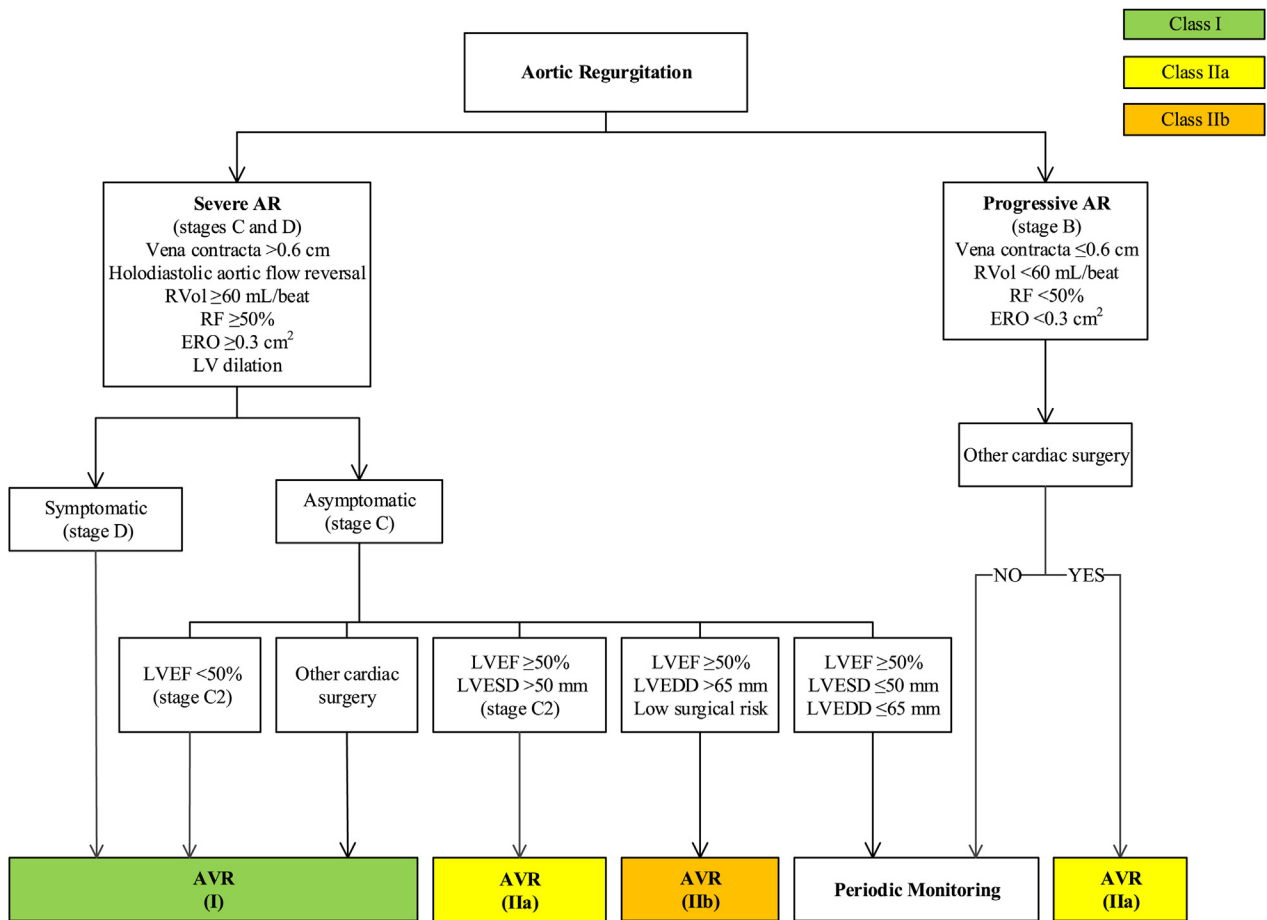 Class I
Class IIa
Class IIb
Aortic Regurgitation
Severe AR
(stages C and D)
Vena contracta >0.6 cm
Holodiastolic aortic flow reversal
RVol ≥60 mL/beat
RF ≥50%
ERO ≥0.3 cm²
LV dilation
Progressive AR
(stage B)
Vena contracta ≤0.6 cm
RVol <60 mL/beat
RF <50%
ERO <0.3 cm²
Other cardiac surgery
Symptomatic
(stage D)
Asymptomatic
(stage C)
NO
YES
LVEF <50%
(stage C2)
Other cardiac
surgery
LVEF ≥50%
LVESD >50 mm
(stage C2)
LVEF ≥50%
LVEDD >65 mm
Low surgical risk
LVEF ≥50%
LVESD ≤50 mm
LVEDD ≤65 mm
AVR
(I)
AVR
(IIa)
AVR
(IIb)
Periodic Monitoring
AVR
(IIa)